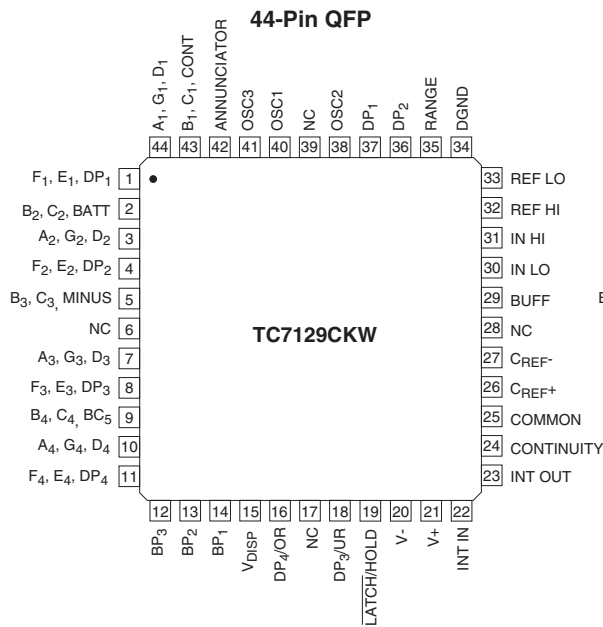 44-Pin QFP
A1, G1, D1
B1, C1, CONT
ANNUNCIATOR
OSC3
OSC1
NC
OSC2
DP1
DP2
RANGE
DGND
44 43 42 41 40 39 38 37 36 35 34
F1, E1, DP1 1
B2, C2, BATT 2
A2, G2, D2 3
F2, E2, DP2 4
B3, C3, MINUS 5
NC 6
A3, G3, D3 7
F3, E3, DP3 8
B4, C4, BC5 9
A4, G4, D4 10
F4, E4, DP4 11
TC7129CKW
33 REF LO
32 REF HI
31 IN HI
30 IN LO
29 BUFF
28 NC
27 CREF-
26 CREF+
25 COMMON
24 CONTINUITY
23 INT OUT
12 13 14 15 16 17 18 19 20 21 22
BP3
BP2
BP1
VDISP
DP4/OR
NC
DP3/UR
LATCH/HOLD
V-
V+
INT IN